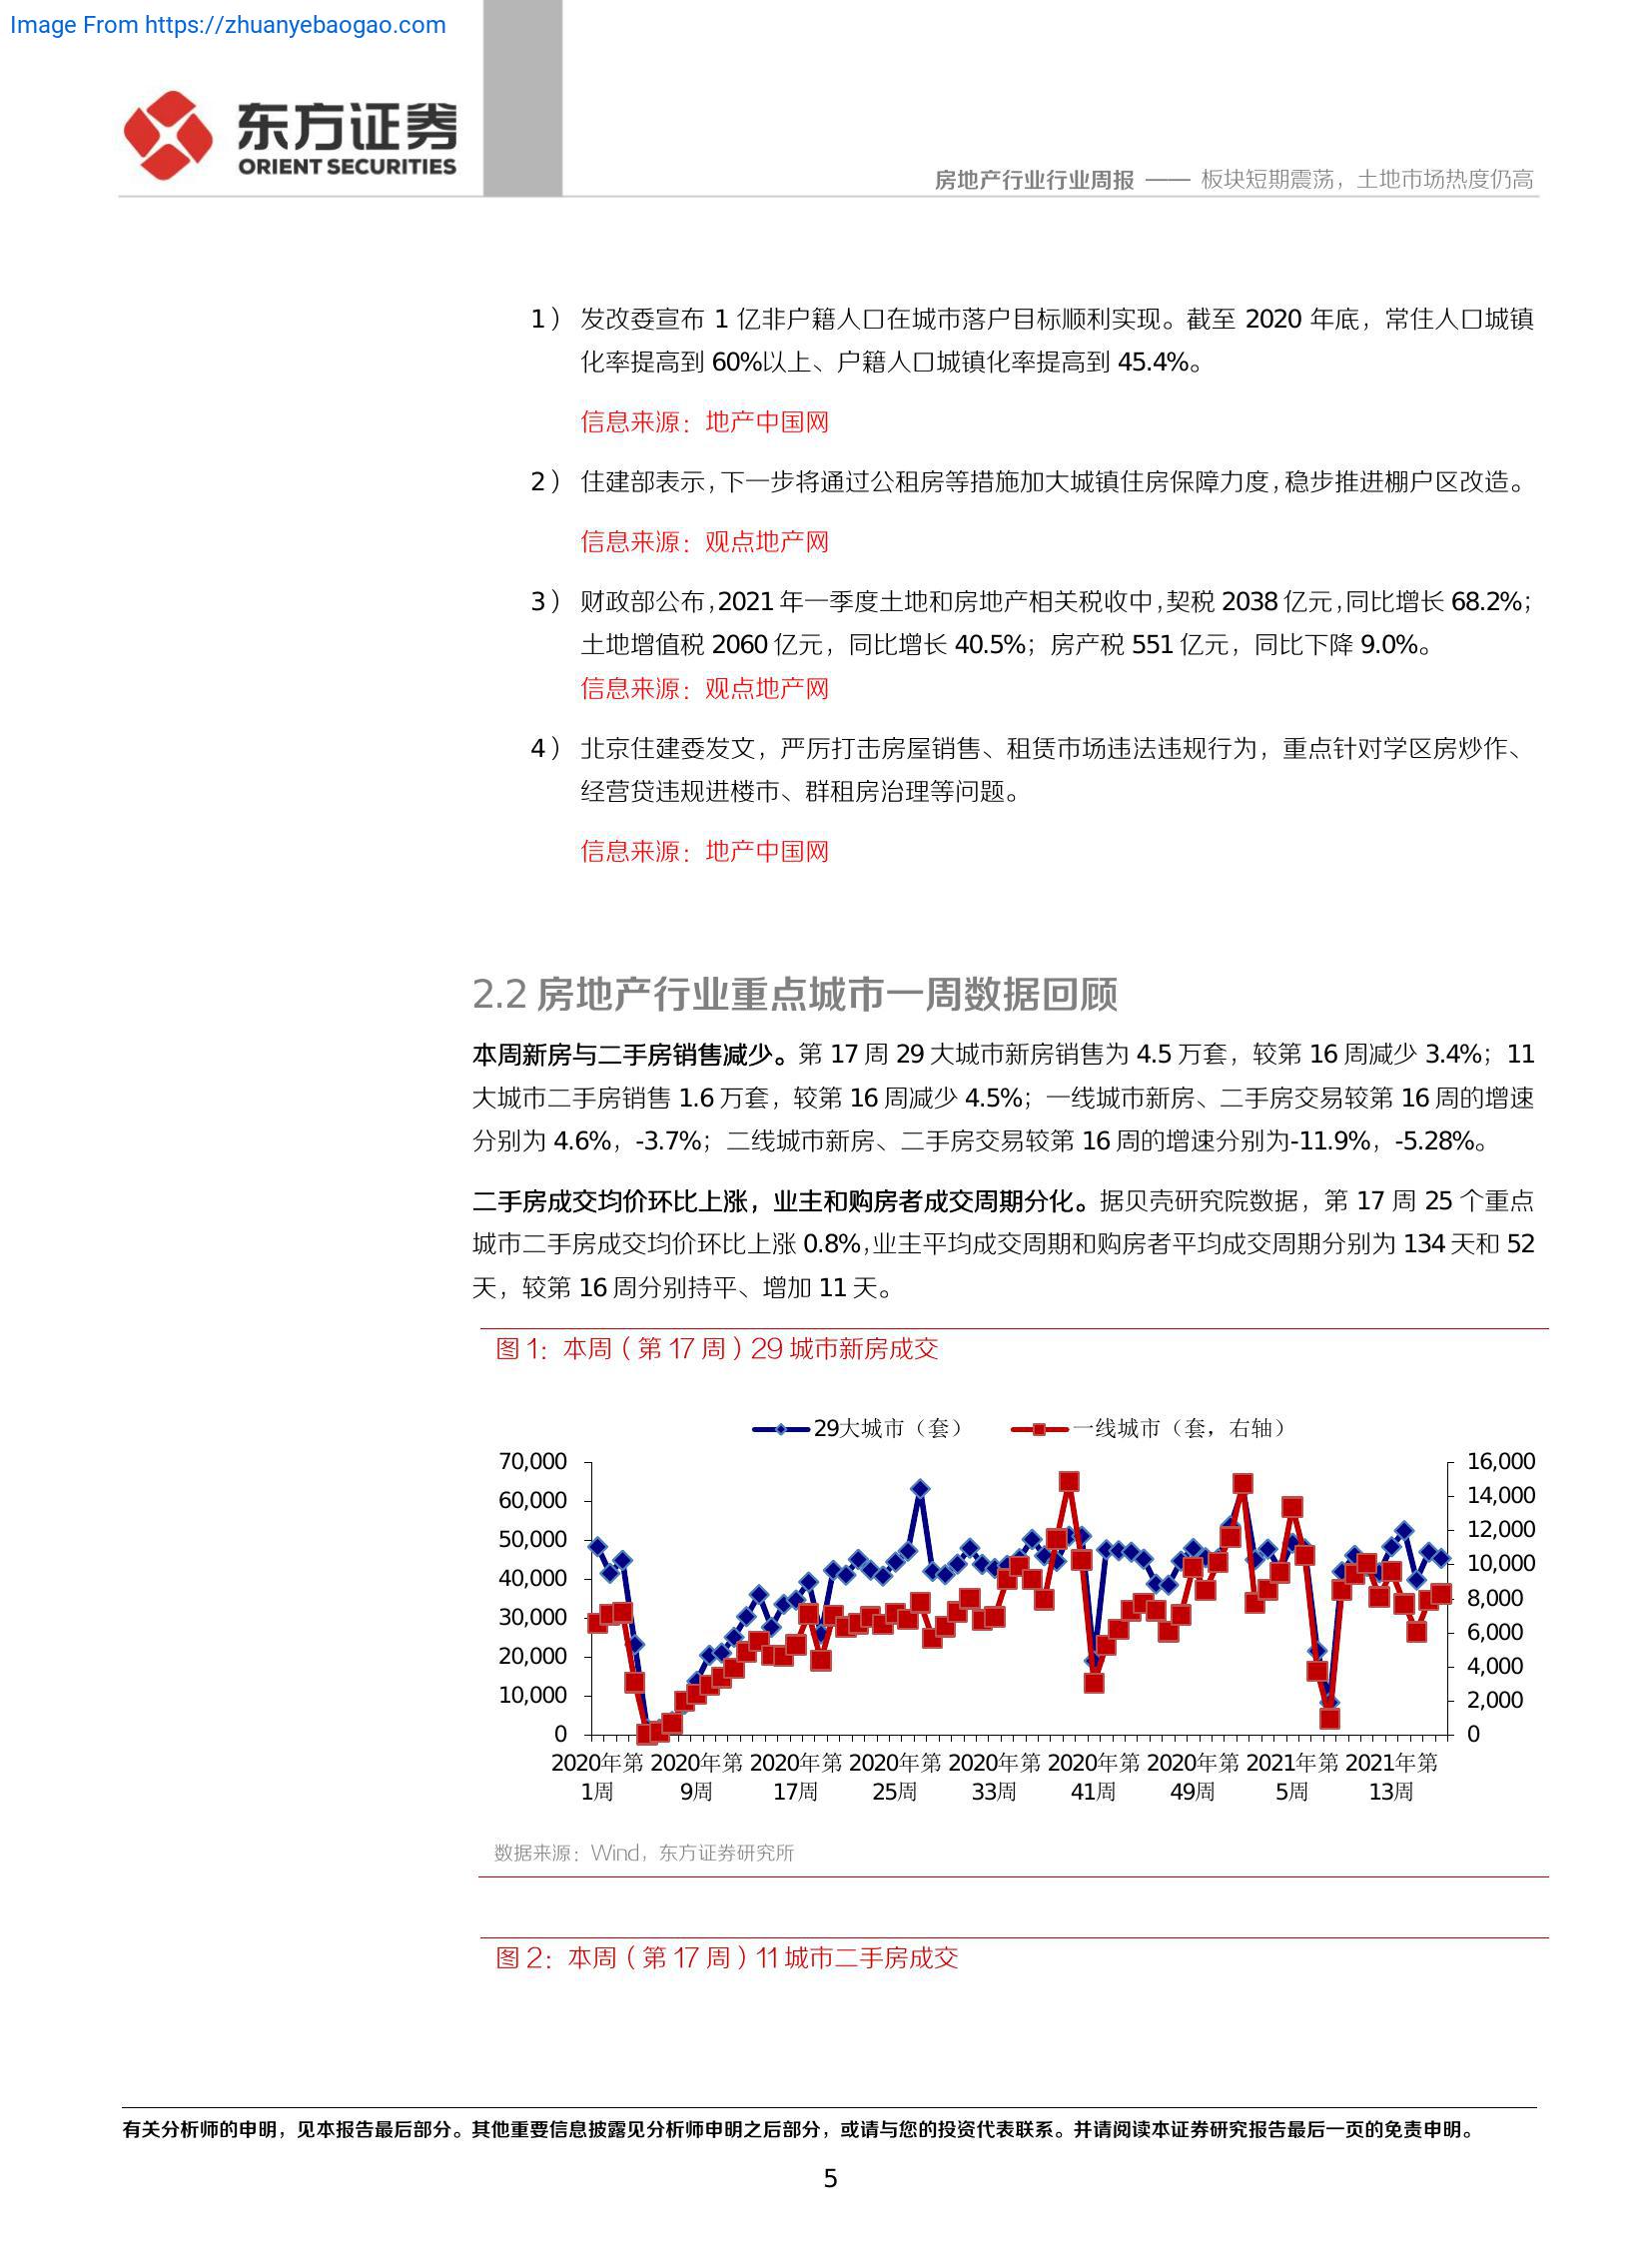 Image From https://zhuanyebaogao.com
东方证券
ORIENT SECURITIES
房地产行业行业周报 —— 板块短期震荡，土地市场热度仍高
1） 发改委宣布 1 亿非户籍人口在城市落户目标顺利实现。截至 2020 年底，常住人口城镇
化率提高到 60%以上、户籍人口城镇化率提高到 45.4%。
信息来源：地产中国网
2） 住建部表示，下一步将通过公租房等措施加大城镇住房保障力度，稳步推进棚户区改造。
信息来源：观点地产网
3） 财政部公布，2021 年一季度土地和房地产相关税收中，契税 2038 亿元，同比增长 68.2%；
土地增值税 2060 亿元，同比增长 40.5%；房产税 551 亿元，同比下降 9.0%。
信息来源：观点地产网
4） 北京住建委发文，严厉打击房屋销售、租赁市场违法违规行为，重点针对学区房炒作、
经营贷违规进楼市、群租房治理等问题。
信息来源：地产中国网
2.2 房地产行业重点城市一周数据回顾
本周新房与二手房销售减少。第 17 周 29 大城市新房销售为 4.5 万套，较第 16 周减少 3.4%；11
大城市二手房销售 1.6 万套，较第 16 周减少 4.5%；一线城市新房、二手房交易较第 16 周的增速
分别为 4.6%，-3.7%；二线城市新房、二手房交易较第 16 周的增速分别为-11.9%，-5.28%。
二手房成交均价环比上涨，业主和购房者成交周期分化。据贝壳研究院数据，第 17 周 25 个重点
城市二手房成交均价环比上涨 0.8%，业主平均成交周期和购房者平均成交周期分别为 134 天和 52
天，较第 16 周分别持平、增加 11 天。
图 1：本周（第 17 周）29 城市新房成交
29大城市（套） 一线城市（套，右轴）
70,000 16,000
60,000 14,000
50,000 12,000
40,000 10,000
30,000 8,000
20,000 6,000
10,000 4,000
0 2,000
0
2020年第 2020年第 2020年第 2020年第 2020年第 2020年第 2020年第 2021年第 2021年第
1周 9周 17周 25周 33周 41周 49周 5周 13周
数据来源：Wind，东方证券研究所
图 2：本周（第 17 周）11 城市二手房成交
有关分析师的申明，见本报告最后部分。其他重要信息披露见分析师申明之后部分，或请与您的投资代表联系。并请阅读本证券研究报告最后一页的免责申明。
5